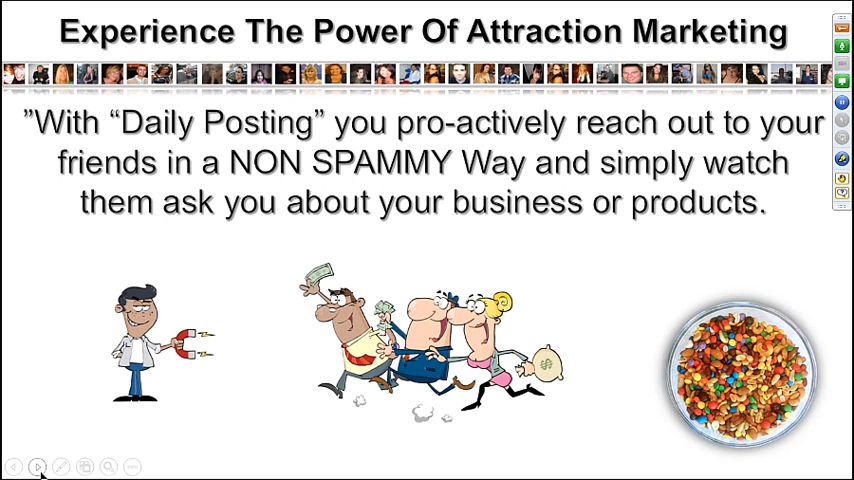 Experience The Power Of Attraction Marketing
”With “Daily Posting” you pro-actively reach out to your
friends in a NON SPAMMY Way and simply watch
them ask you about your business or products.
$